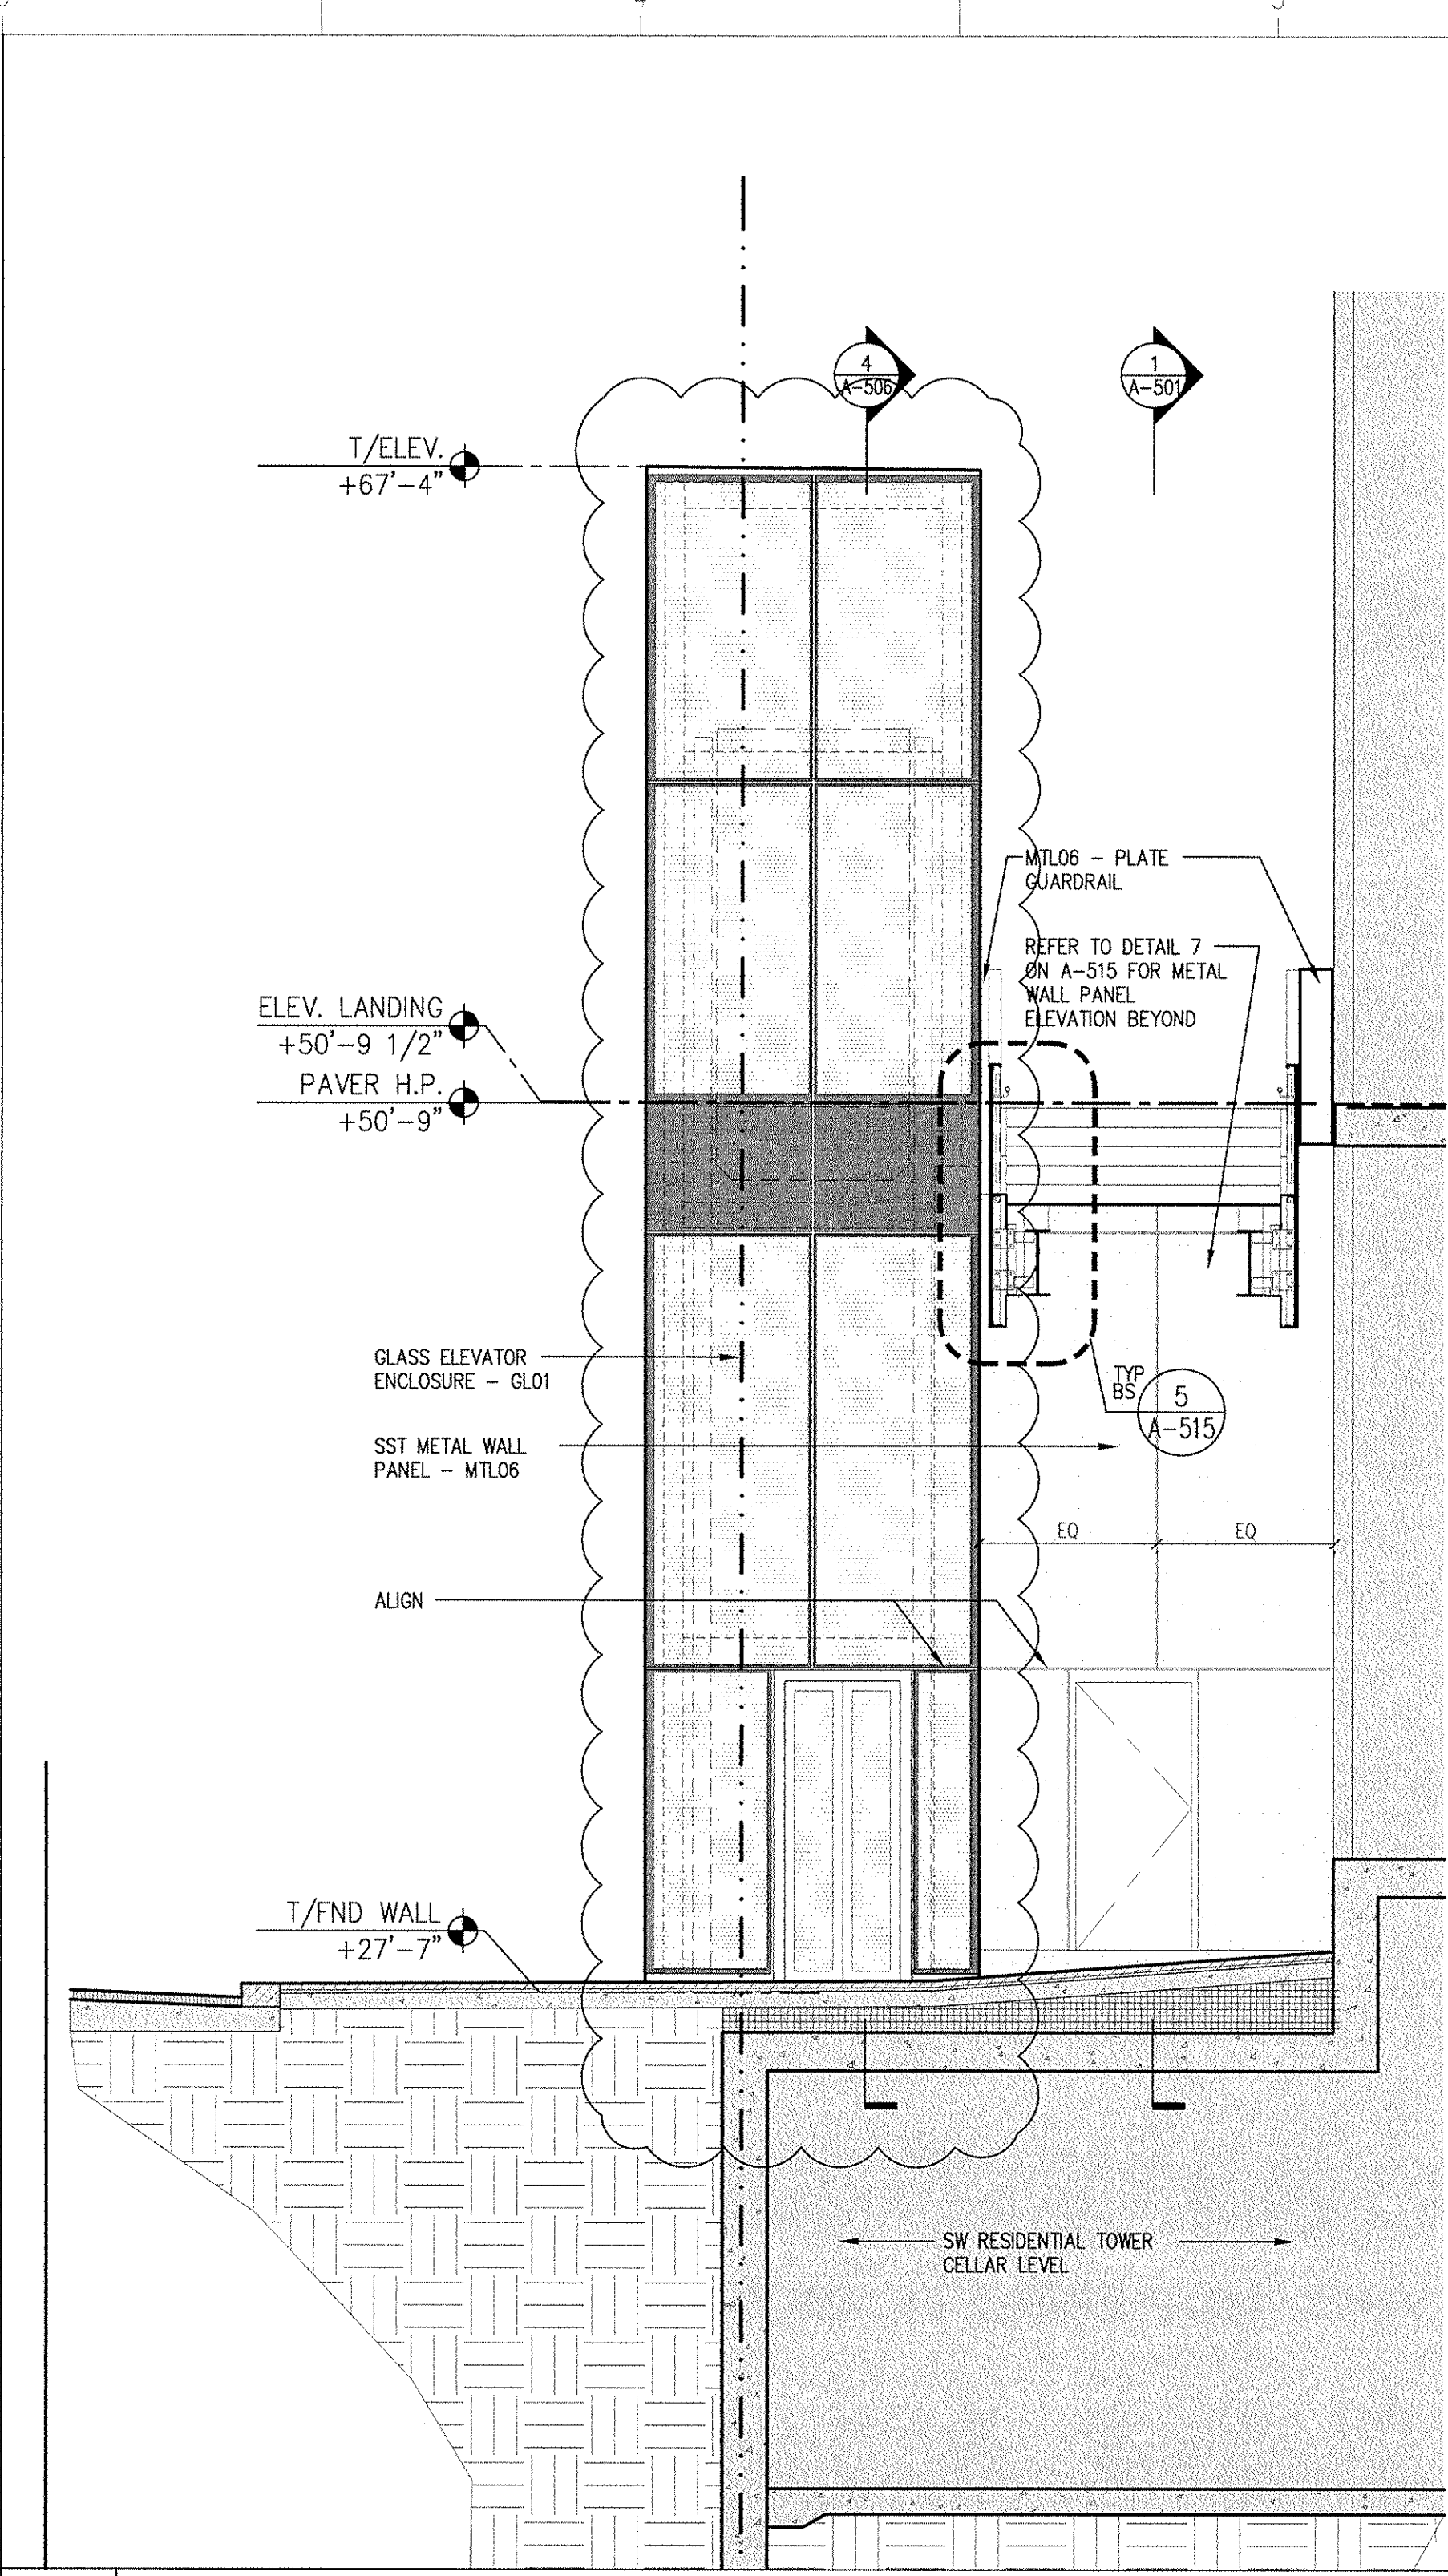 4
A-506
1
A-501
T/ELEV.
+67'-4"
MTL06 - PLATE
GUARDRAIL
REFER TO DETAIL 7
ON A-515 FOR METAL
WALL PANEL
ELEVATION BEYOND
ELEV. LANDING
+50'-9 1/2"
PAVER H.P.
+50'-9"
GLASS ELEVATOR
ENCLOSURE - GL01
TYP
BS
5
A-515
SST METAL WALL
PANEL - MTL06
EQ
EQ
ALIGN
T/FND WALL
+27'-7"
SW RESIDENTIAL TOWER
CELLAR LEVEL